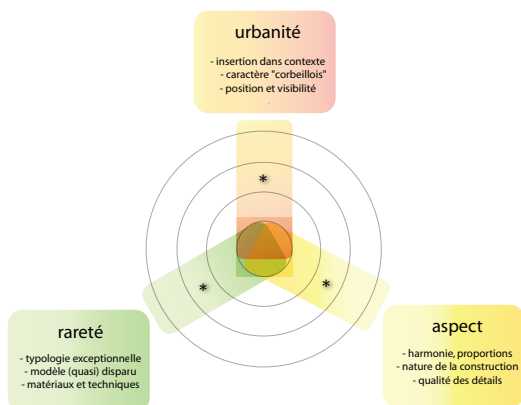 urbanité
- insertion dans contexte
- caractère "corbeillois"
- position et visibilité
-
*
*
*
rareté
- typologie exceptionnelle
- modèle (quasi) disparu
- matériaux et techniques
aspect
- harmonie, proportions
- nature de la construction
- qualité des détails